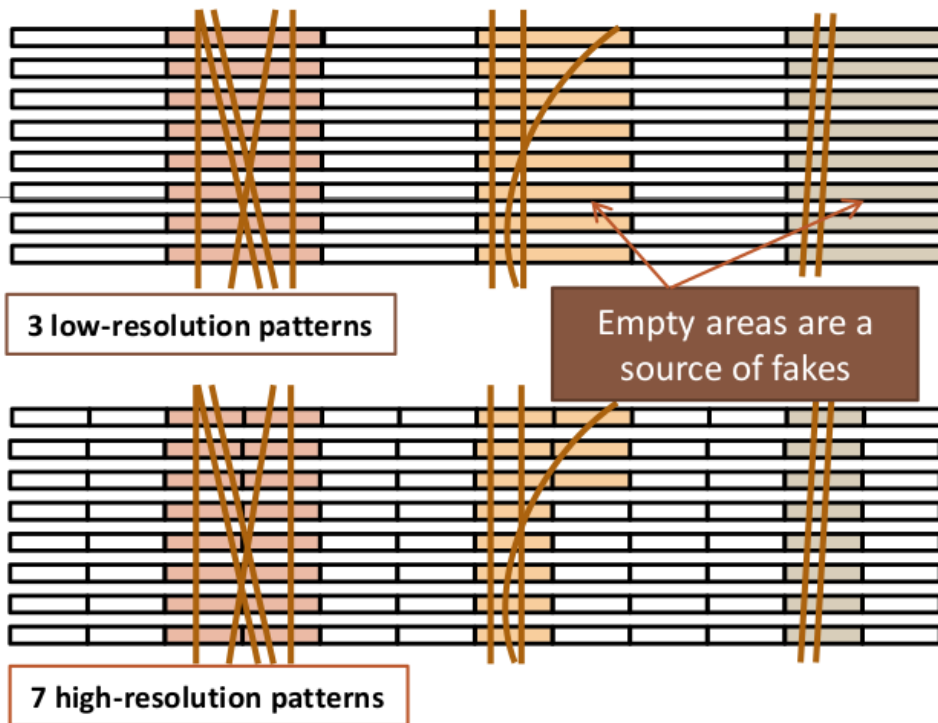 3 low-resolution patterns
Empty areas are a
source of fakes
7 high-resolution patterns